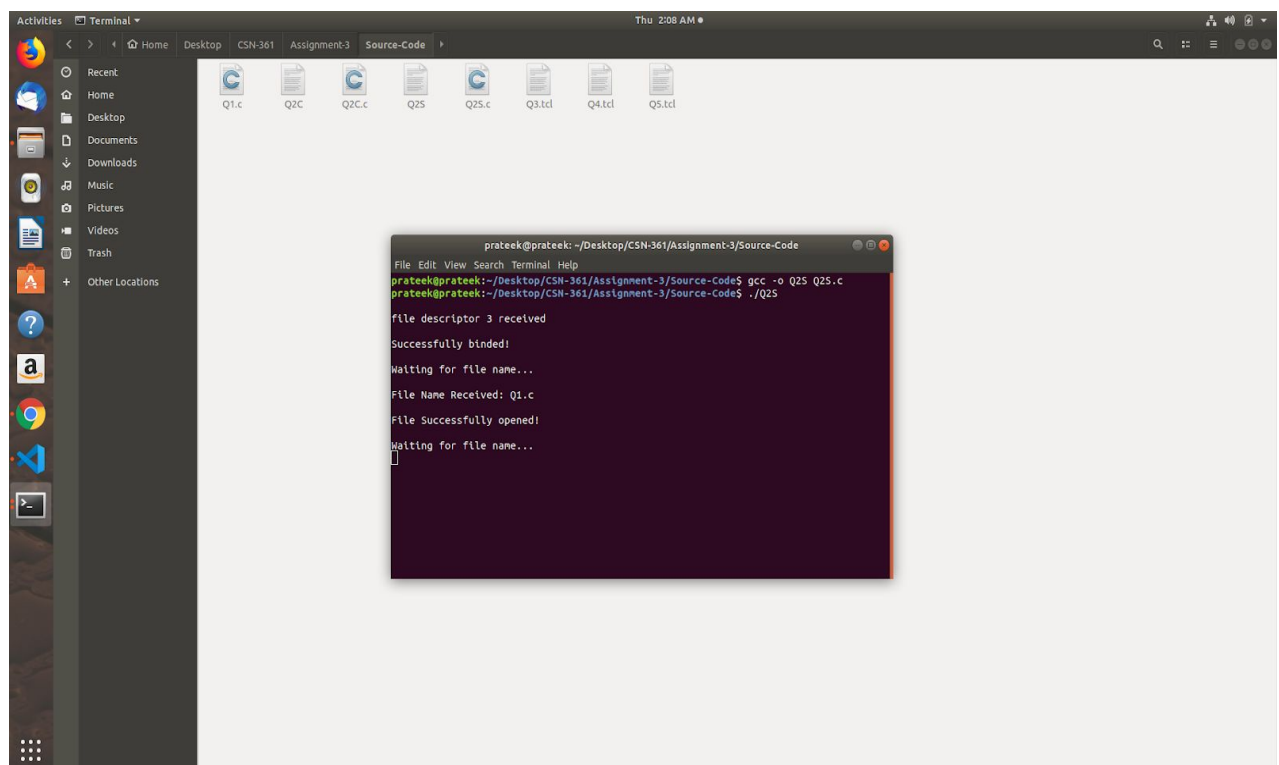 Activities Terminal Thu 2:08 AM
Home Desktop CSN-361 Assignment-3 Source-Code
Recent
Home
Desktop
Documents
Downloads
Music
Pictures
Videos
Trash
+ Other Locations
Q1.c Q2C Q2C.c Q2S Q2S.c Q3.tcl Q4.tcl Q5.tcl
prateek@prateek: ~/Desktop/CSN-361/Assignment-3/Source-Code
File Edit View Search Terminal Help
prateek@prateek:~/Desktop/CSN-361/Assignment-3/Source-Code$ gcc -o Q2S Q2S.c
prateek@prateek:~/Desktop/CSN-361/Assignment-3/Source-Code$ ./Q2S
file descriptor 3 received
Successfully binded!
Waiting for file name...
File Name Received: Q1.c
File Successfully opened!
Waiting for file name...